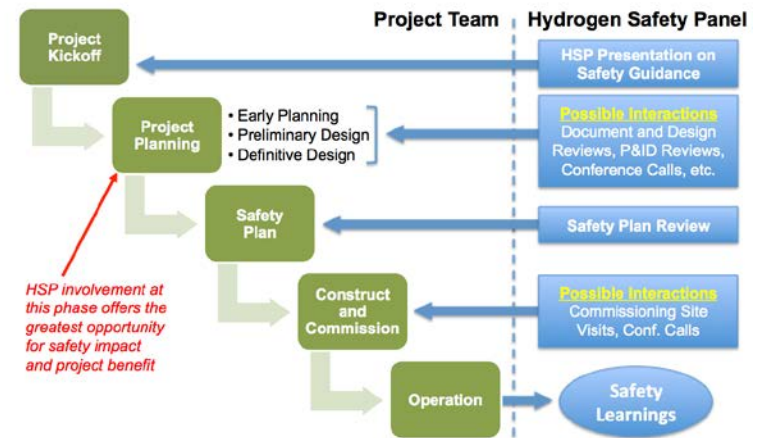 Project Team
Hydrogen Safety Panel
Project
Kickoff
HSP Presentation on
Safety Guidance
Project
Planning
• Early Planning
• Preliminary Design
• Definitive Design
Possible Interactions
Document and Design
Reviews, P&ID Reviews,
Conference Calls, etc.
Safety
Plan
Safety Plan Review
HSP involvement at
this phase offers the
greatest opportunity
for safety impact
and project benefit
Construct
and
Commission
Possible Interactions
Commissioning Site
Visits, Conf. Calls
Operation
Safety
Learnings